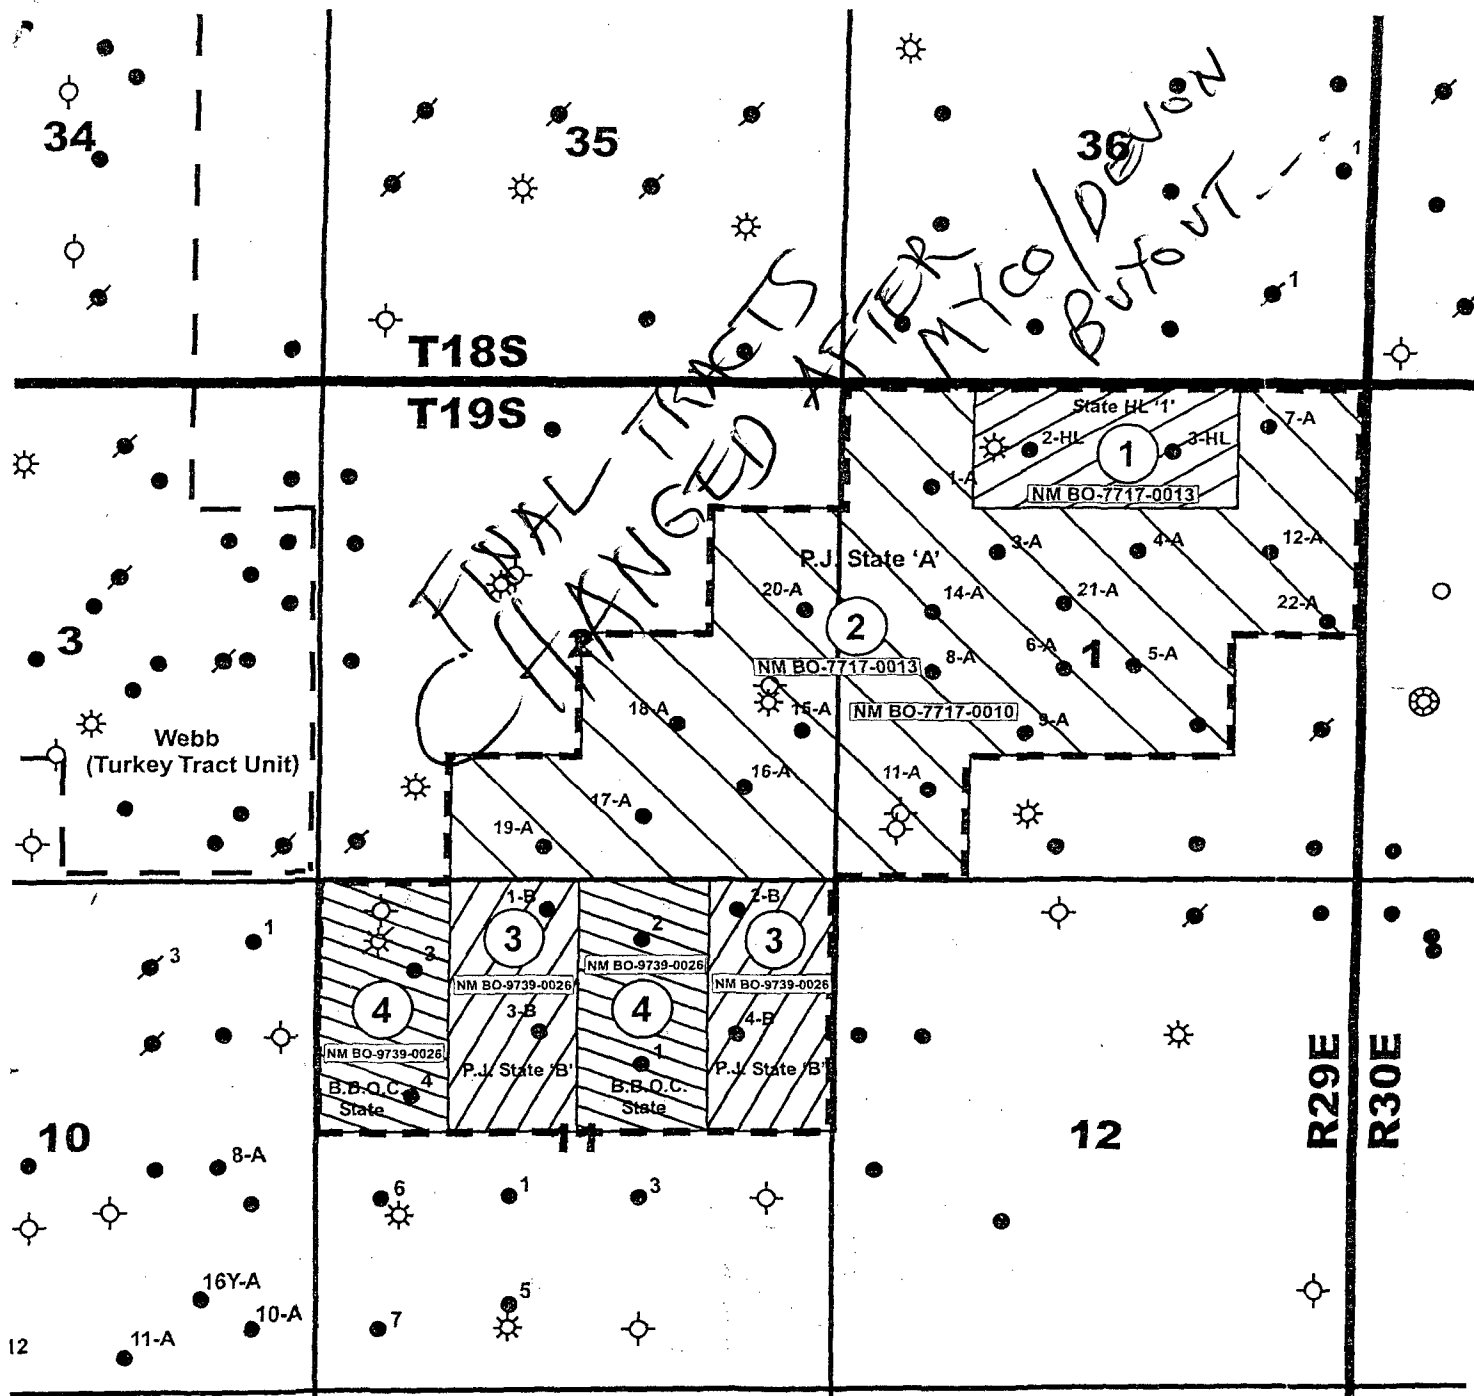 34
35
36
1
1
T18S
T19S
FINAL TRACTS
CHANGED AFTER
MYCO/DEVON
BUYOUT--
State HL '1'
7-A
2-HL
3-HL
1
1-A
NM BO-7717-0013
P.J. State 'A'
3-A
4-A
12-A
20-A
14-A
21-A
22-A
2
3
NM BO-7717-0013
8-A
6-A
1
5-A
18-A
15-A
NM BO-7717-0010
9-A
Webb
(Turkey Tract Unit)
16-A
11-A
17-A
19-A
1-B
2-B
1
3
3
2
3
3
NM BO-9739-0026
NM BO-9739-0026
NM BO-9739-0026
4
3-B
4
4-B
NM BO-9739-0026
1
P.J. State 'B'
P.J. State 'B'
B.B.O.C.
State
4
B.B.O.C.
State
R29E
R30E
10
11
12
8-A
6
1
3
16Y-A
5
10-A
7
11-A
12